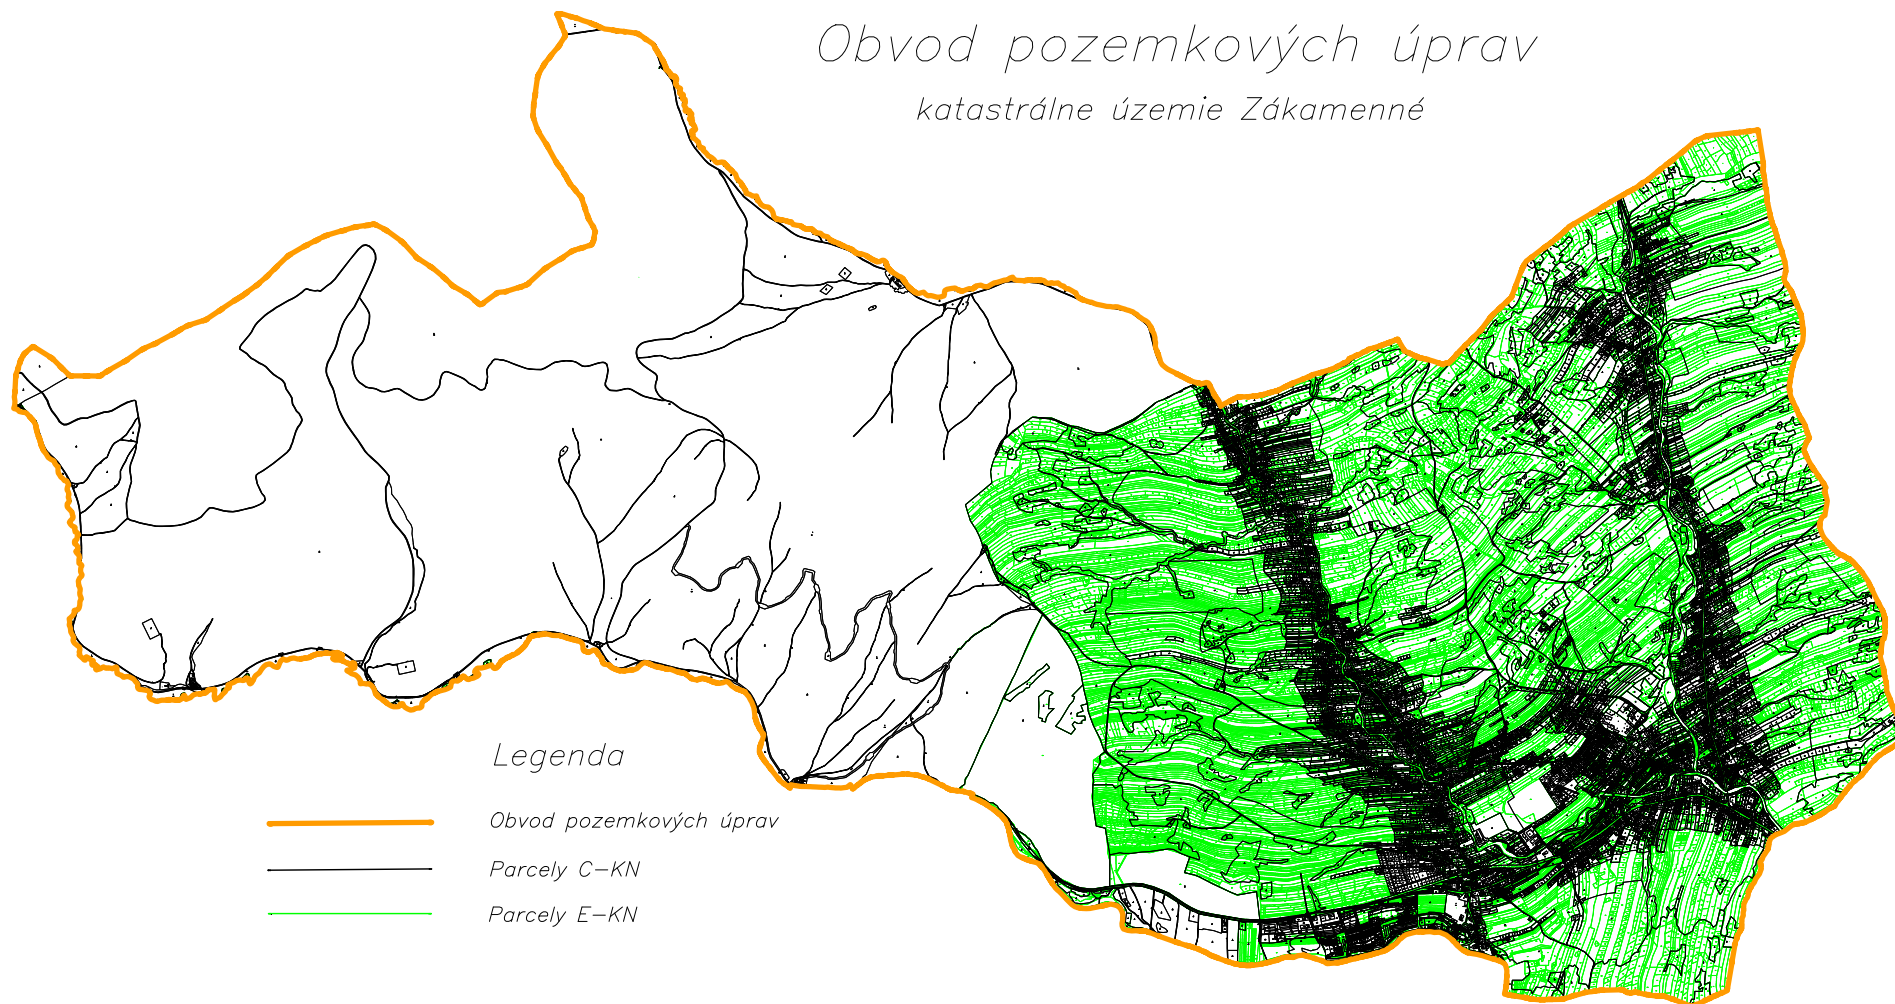 Obvod pozemkových úprav
katastrálne územie Zákamenné
Legenda
Obvod pozemkových úprav
Parcely C-KN
Parcely E-KN